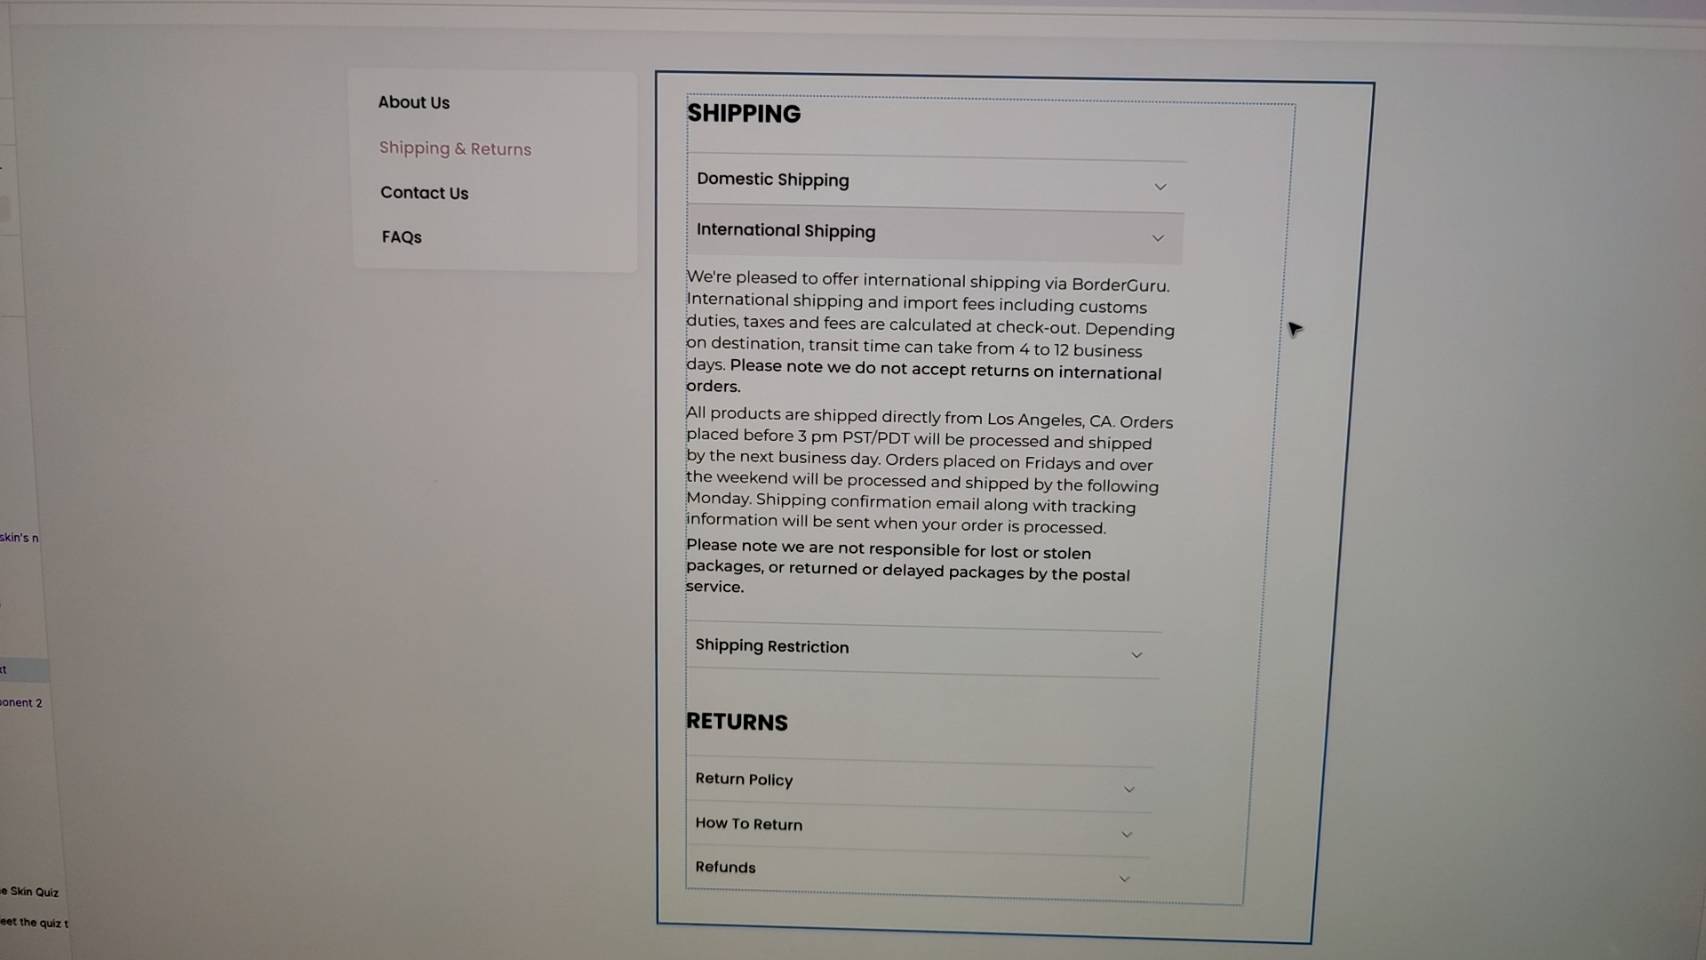 About Us
Shipping & Returns
Contact Us
FAQs
SHIPPING
Domestic Shipping
International Shipping
We're pleased to offer international shipping via BorderGuru.
International shipping and import fees including customs
duties, taxes and fees are calculated at check-out. Depending
on destination, transit time can take from 4 to 12 business
days. Please note we do not accept returns on international
orders.
All products are shipped directly from Los Angeles, CA. Orders
placed before 3 pm PST/PDT will be processed and shipped
by the next business day. Orders placed on Fridays and over
the weekend will be processed and shipped by the following
Monday. Shipping confirmation email along with tracking
information will be sent when your order is processed.
Please note we are not responsible for lost or stolen
packages, or returned or delayed packages by the postal
service.
Shipping Restriction
RETURNS
Return Policy
How To Return
Refunds
skin's n
xt
ponent 2
e Skin Quiz
eet the quiz t